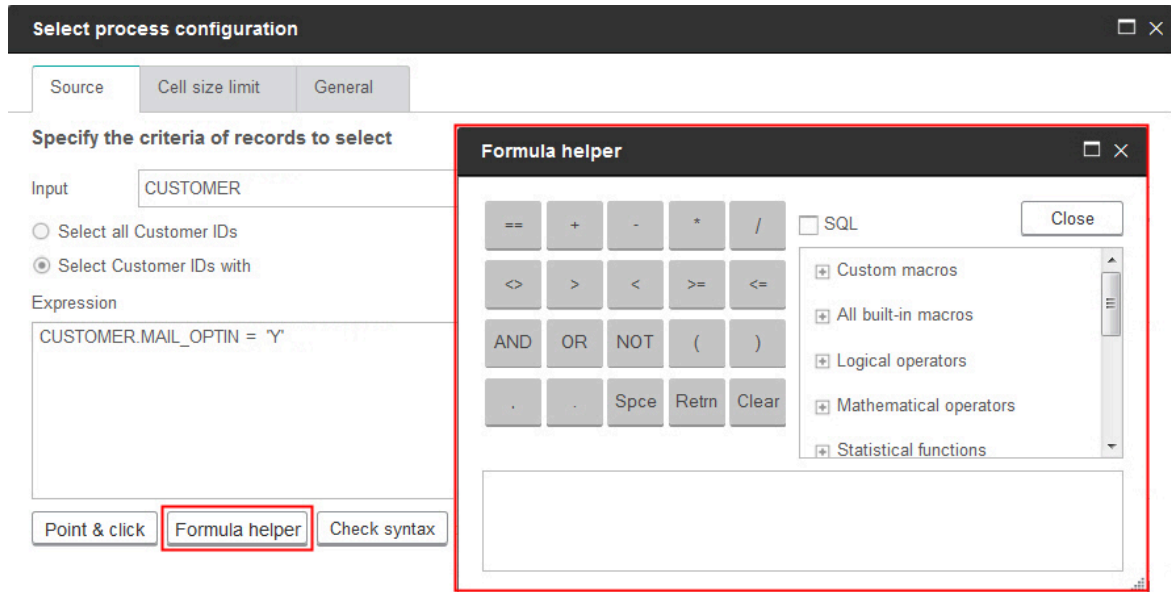 Select process configuration
Source Cell size limit General
Specify the criteria of records to select
Input CUSTOMER
Select all Customer IDs
Select Customer IDs with
Expression
CUSTOMER.MAIL_OPTIN = 'Y'
Point & click Formula helper Check syntax
Formula helper
== + - * /
<> > < >= <=
AND OR NOT ( )
, . Spce Retrn Clear
SQL Close
Custom macros
All built-in macros
Logical operators
Mathematical operators
Statistical functions